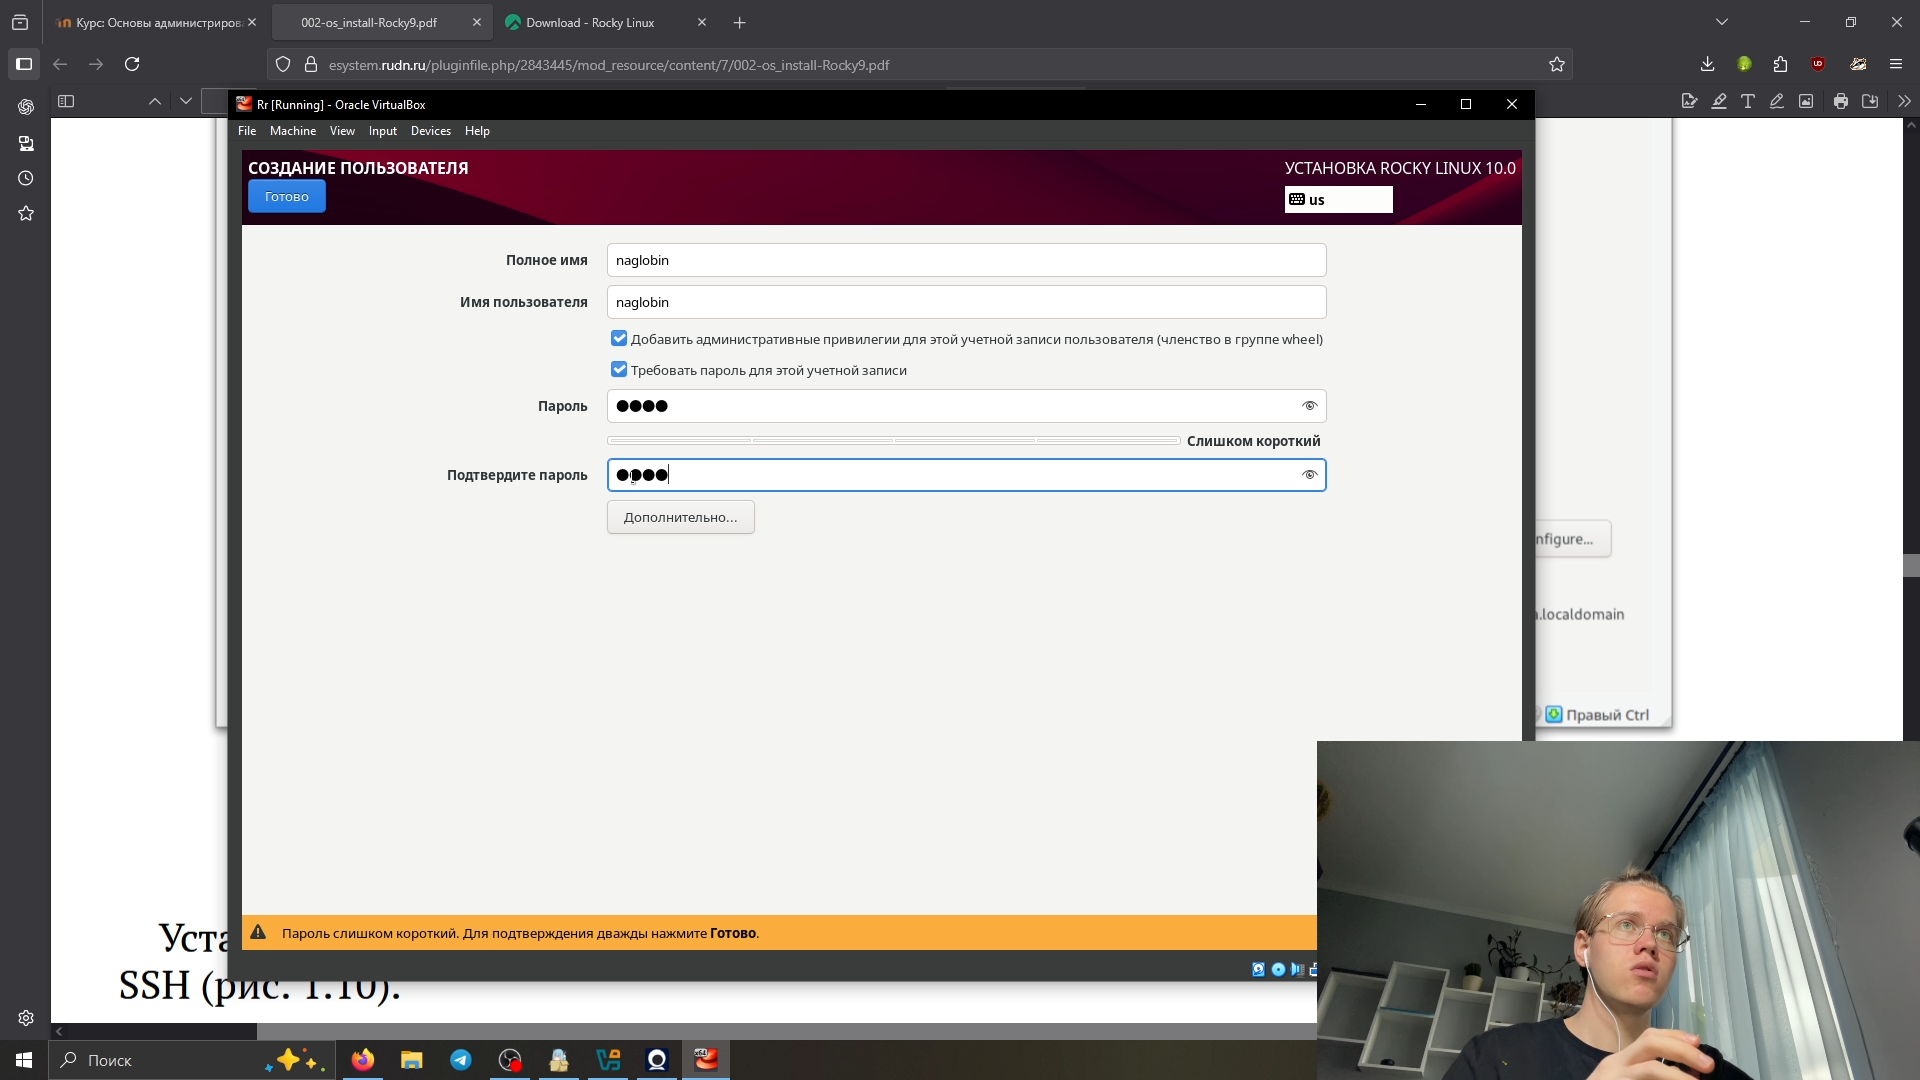 Курс: Основы администриров
002-os_install-Rocky9.pdf
Download - Rocky Linux
esystem.rudn.ru/pluginfile.php/2843445/mod_resource/content/7/002-os_install-Rocky9.pdf
Rr [Running] - Oracle VirtualBox
File Machine View Input Devices Help
СОЗДАНИЕ ПОЛЬЗОВАТЕЛЯ
УСТАНОВКА ROCKY LINUX 10.0
Готово
us
Полное имя naglobin
Имя пользователя naglobin
Добавить административные привилегии для этой учетной записи пользователя (членство в группе wheel)
Требовать пароль для этой учетной записи
Пароль ●●●●
Слишком короткий
Подтвердите пароль ●●●●
Дополнительно...
nfigure...
.localdomain
Правый Ctrl
Пароль слишком короткий. Для подтверждения дважды нажмите Готово.
Уста
SSH (рис. 1.10).
Поиск